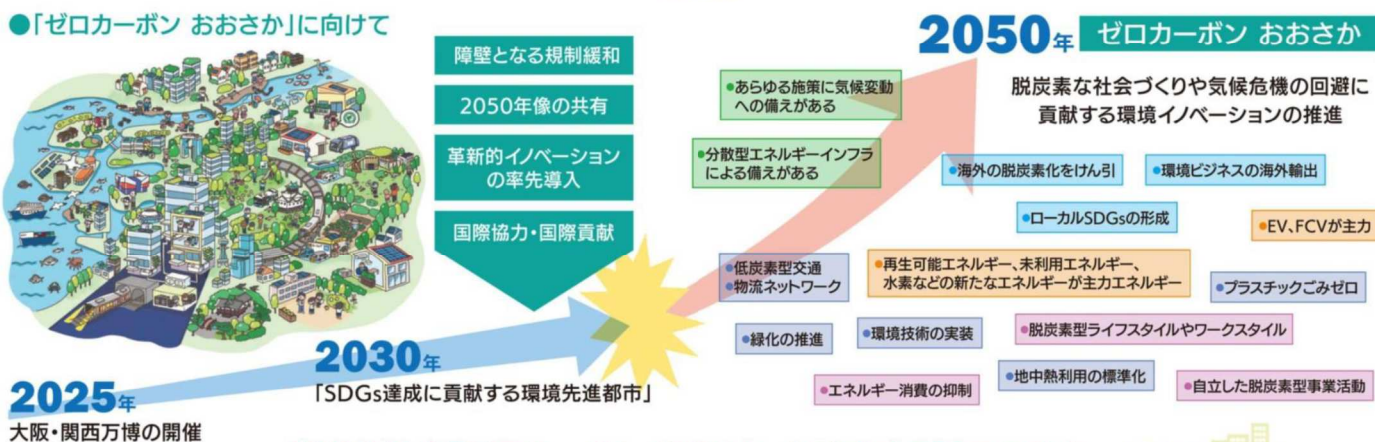 ●「ゼロカーボン おおさか」に向けて
障壁となる規制緩和
2050年像の共有
革新的イノベーション
の率先導入
国際協力・国際貢献
2025年
大阪・関西万博の開催
2030年
「SDGs達成に貢献する環境先進都市」
2050年 ゼロカーボン おおさか
脱炭素な社会づくりや気候危機の回避に
貢献する環境イノベーションの推進
●あらゆる施策に気候変動
への備えがある
●分散型エネルギーインフラ
による備えがある
●海外の脱炭素化をけん引
●環境ビジネスの海外輸出
●ローカルSDGsの形成
●EV、FCVが主力
●低炭素型交通
●物流ネットワーク
●再生可能エネルギー、未利用エネルギー、
水素などの新たなエネルギーが主力エネルギー
●プラスチックごみゼロ
●緑化の推進
●環境技術の実装
●脱炭素型ライフスタイルやワークスタイル
●エネルギー消費の抑制
●地中熱利用の標準化
●自立した脱炭素型事業活動